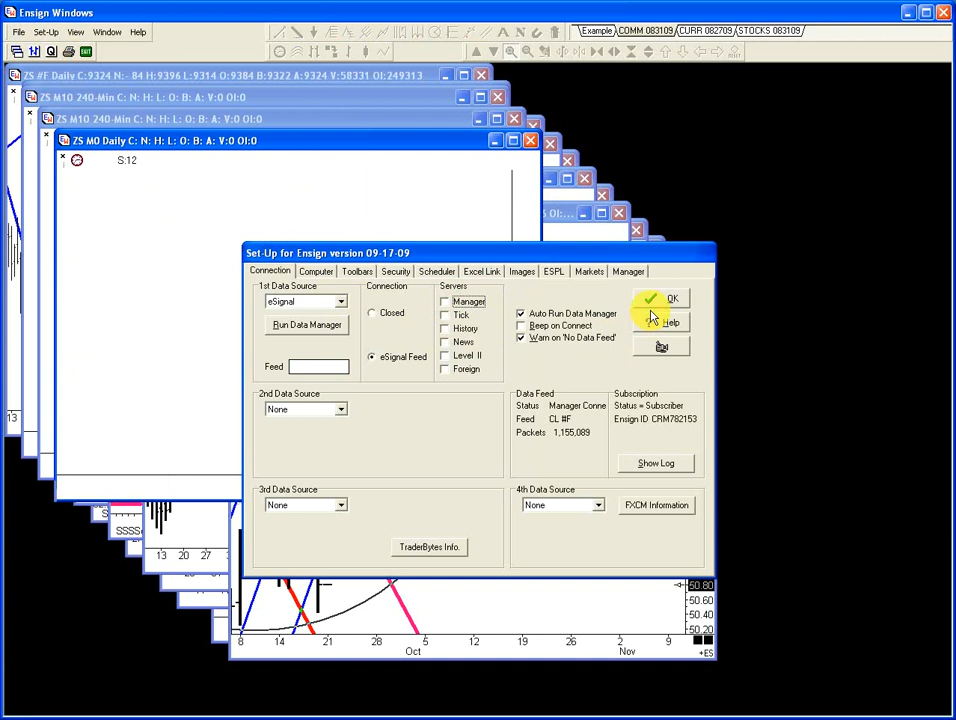 Ensign Windows
File Set-Up View Window Help
Example COMM 083109 CURR 082709 STOCKS 083109
ZS #F Daily C:9324 N:- 84 H:9396 L:9314 O:9384 B:9322 A:9324 V:58331 OI:249313
ZS M10 240-Min C: N: H: L: O: B: A: V:0 OI:0
ZS M10 240-Min C: N: H: L: O: B: A: V:0 OI:0
ZS M0 Daily C: N: H: L: O: B: A: V:0 OI:0
S:12
OI:...
Set-Up for Ensign version 09-17-09
Connection Computer Toolbars Security Scheduler Excel Link Images ESPL Markets Manager
1st Data Source Connection Servers
eSignal Manager OK
Closed Tick Auto Run Data Manager
Run Data Manager History Beep on Connect Help
News Warn on 'No Data Feed'
eSignal Feed Level II
Feed Foreign
2nd Data Source Data Feed Subscription
None Status Manager Conne Status = Subscriber
Feed CL #F Ensign ID CRM782153
Packets 1,155,089
Show Log
3rd Data Source 4th Data Source
None None FXCM Information
TraderBytes Info.
13
SSSS
13 20 27
50.80
50.60
50.40
50.20
8 14 21 28 5 12 19 26 2 9
Oct Nov
+ES